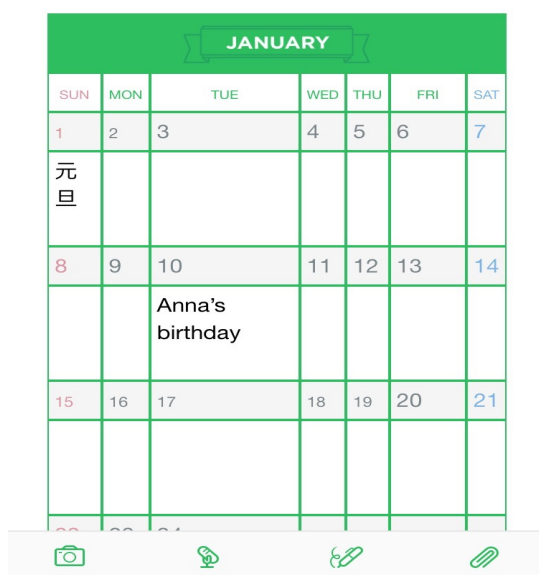 JANUARY
SUN MON TUE WED THU FRI SAT
1 2 3 4 5 6 7
元
旦
8 9 10 11 12 13 14
Anna's
birthday
15 16 17 18 19 20 21